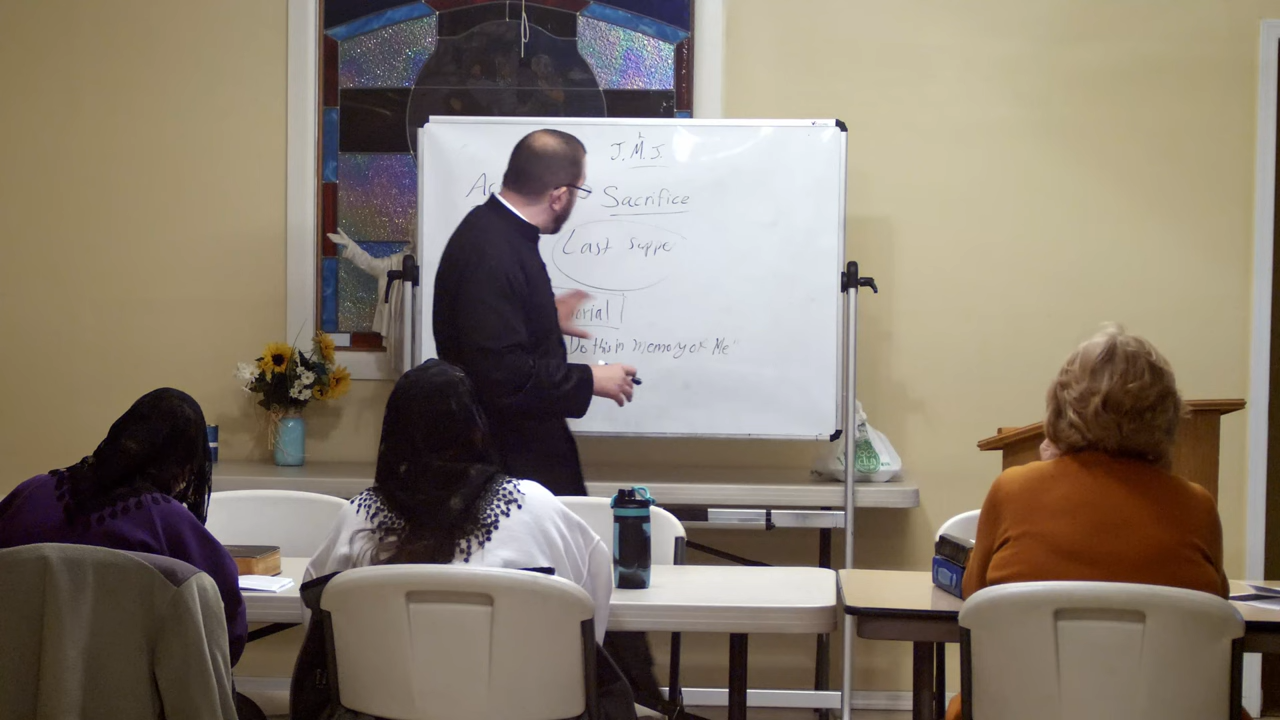 J.M.J.
Sacrifice
Last suppe
orial
"Do this in memory of Me"